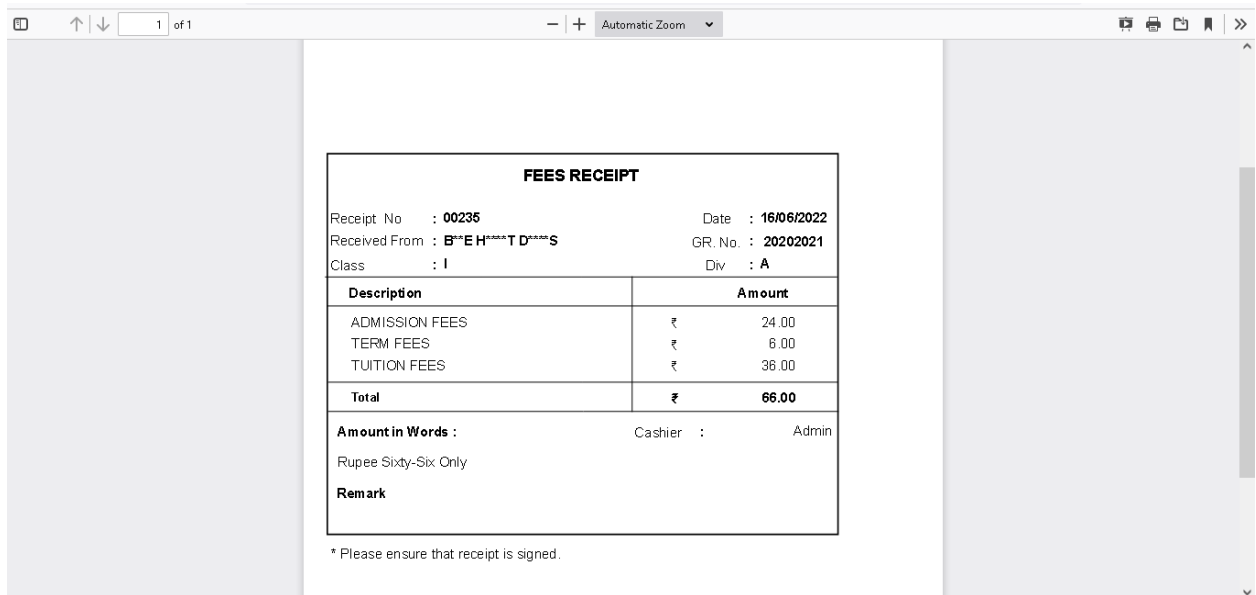 1 of 1
Automatic Zoom
FEES RECEIPT
Receipt No : 00235 Date : 16/06/2022
Received From : B**E H****T D****S GR. No. : 20202021
Class : I Div : A
Description Amount
ADMISSION FEES ₹ 24.00
TERM FEES ₹ 6.00
TUITION FEES ₹ 36.00
Total ₹ 66.00
Amount in Words : Cashier : Admin
Rupee Sixty-Six Only
Remark
* Please ensure that receipt is signed.